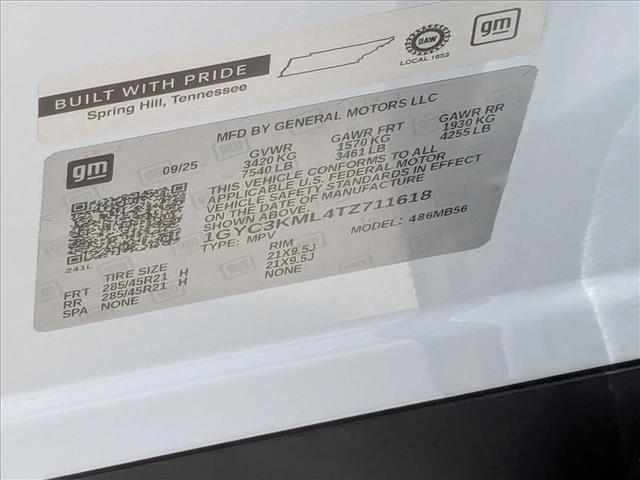 BUILT WITH PRIDE
Spring Hill, Tennessee
UAW
LOCAL 1853
gm
MFD BY GENERAL MOTORS LLC
gm
09/25
GVWR GAWR FRT GAWR RR
3420 KG 1570 KG 1930 KG
7540 LB 3461 LB 4255 LB
THIS VEHICLE CONFORMS TO ALL
APPLICABLE U.S. FEDERAL MOTOR
VEHICLE SAFETY STANDARDS IN EFFECT
ON THE DATE OF MANUFACTURE
SHOWN ABOVE.
1GYC3KML4TZ711618
TYPE: MPV MODEL: 486MB56
241L
TIRE SIZE RIM
FRT 285/45R21 H 21X9.5J
RR 285/45R21 H 21X9.5J
SPA NONE NONE